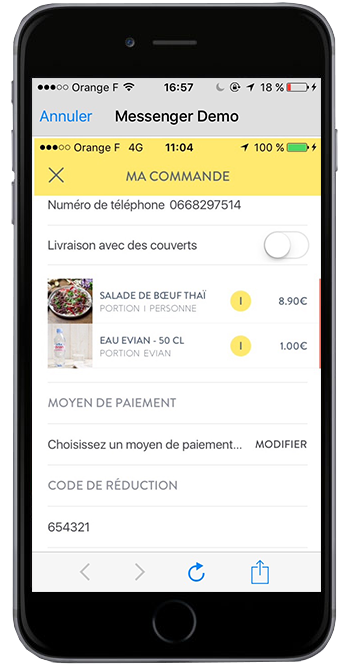 Orange F 16:57 18 %
Annuler Messenger Demo
Orange F 4G 11:04 100 %
MA COMMANDE
Numéro de téléphone 0668297514
Livraison avec des couverts
SALADE DE BŒUF THAÏ 1 8.90€
PORTION 1 PERSONNE
EAU EVIAN - 50 CL 1 1.00€
PORTION EVIAN
MOYEN DE PAIEMENT
Choisissez un moyen de paiement... MODIFIER
CODE DE RÉDUCTION
654321